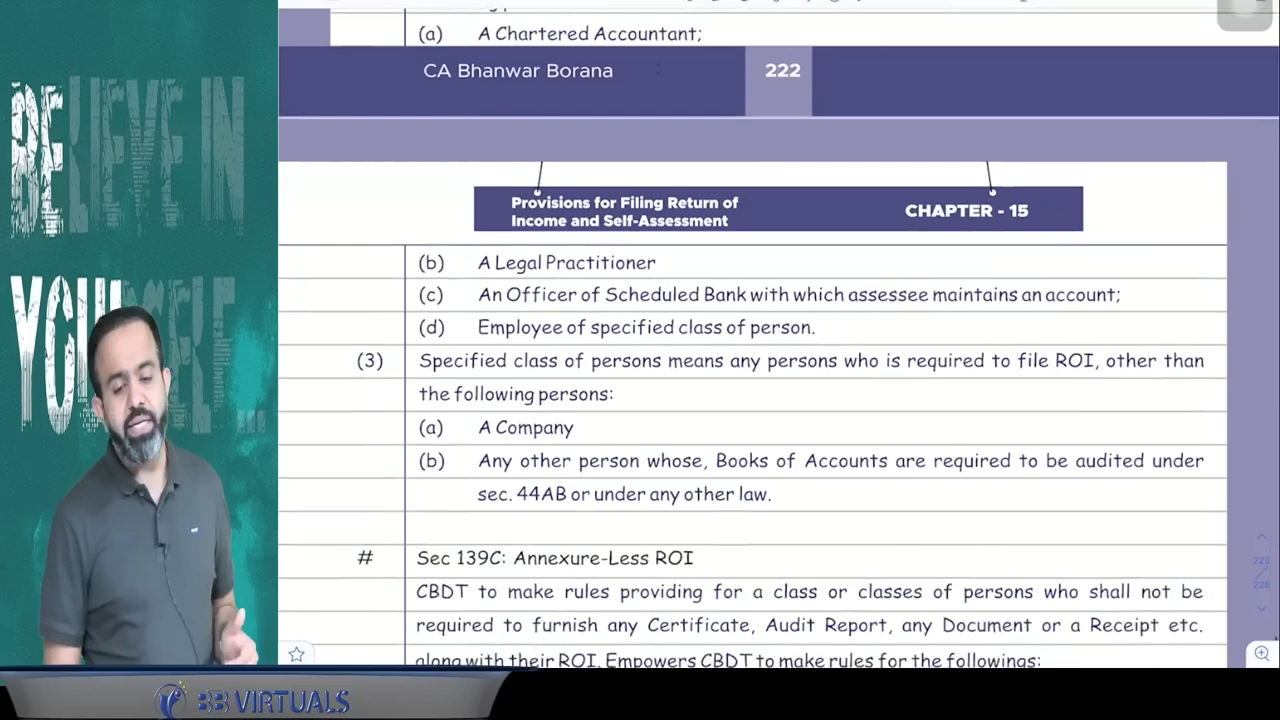 (a) A Chartered Accountant;
CA Bhanwar Borana 222
Provisions for Filing Return of
Income and Self-Assessment
CHAPTER - 15
(b) A Legal Practitioner
(c) An Officer of Scheduled Bank with which assessee maintains an account;
(d) Employee of specified class of person.
(3) Specified class of persons means any persons who is required to file ROI, other than
the following persons:
(a) A Company
(b) Any other person whose, Books of Accounts are required to be audited under
sec. 44AB or under any other law.
# Sec 139C: Annexure-Less ROI
CBDT to make rules providing for a class or classes of persons who shall not be
required to furnish any Certificate, Audit Report, any Document or a Receipt etc.
along with their ROI. Empowers CBDT to make rules for the followings:
BELIEVE IN
YOURSELF...
223
228
BB VIRTUALS